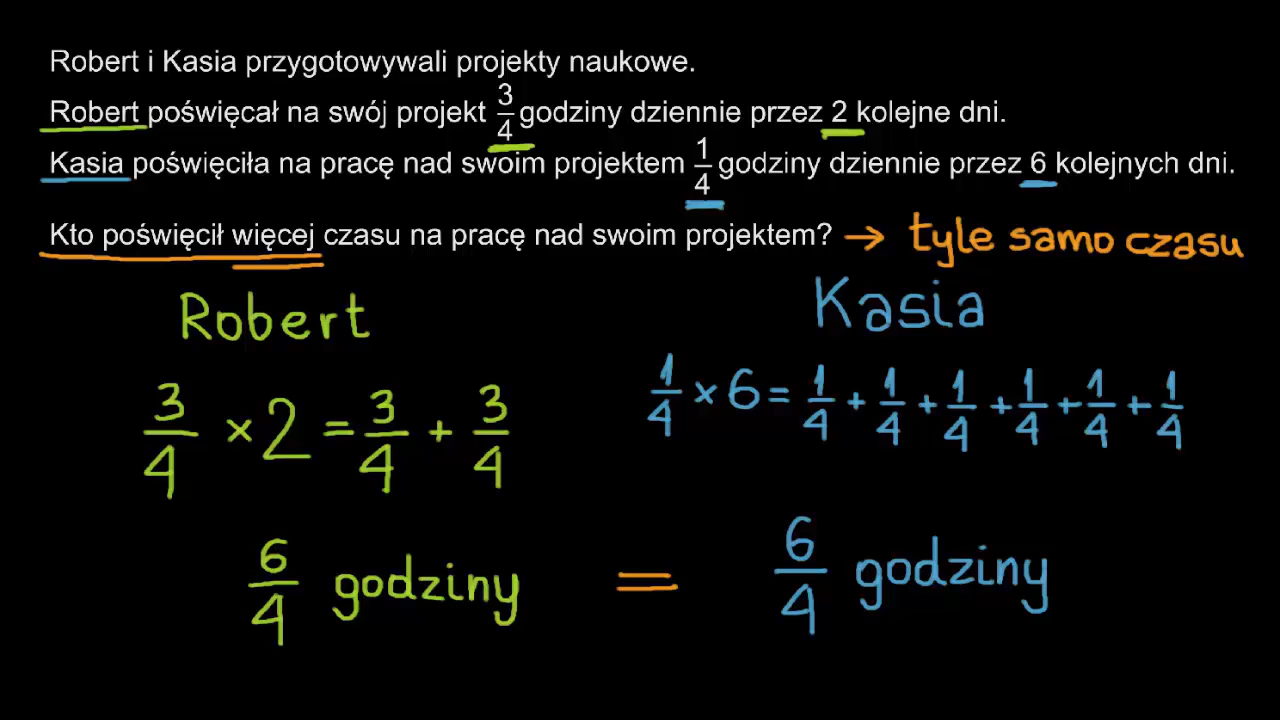 Robert i Kasia przygotowywali projekty naukowe.
Robert poświęcał na swój projekt 3/4 godziny dziennie przez 2 kolejne dni.
Kasia poświęciła na pracę nad swoim projektem 1/4 godziny dziennie przez 6 kolejnych dni.
Kto poświęcił więcej czasu na pracę nad swoim projektem? → tyle samo czasu
Robert
Kasia
3/4 × 2 = 3/4 + 3/4
1/4 × 6 = 1/4 + 1/4 + 1/4 + 1/4 + 1/4 + 1/4
6/4 godziny = 6/4 godziny